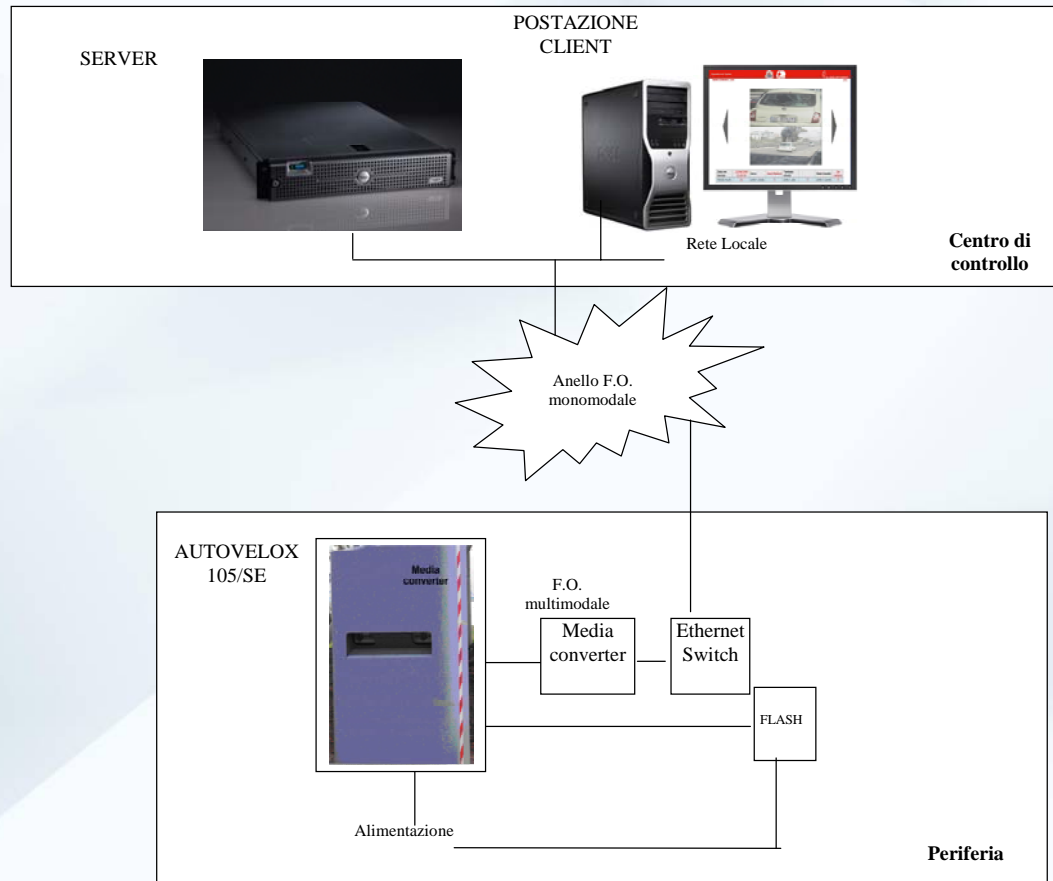 POSTAZIONE
CLIENT
SERVER
Rete Locale
Centro di
controllo
Anello F.O.
monomodale
AUTOVELOX
105/SE
Media
converter
F.O.
multimodale
Media
converter
Ethernet
Switch
FLASH
Alimentazione
Periferia